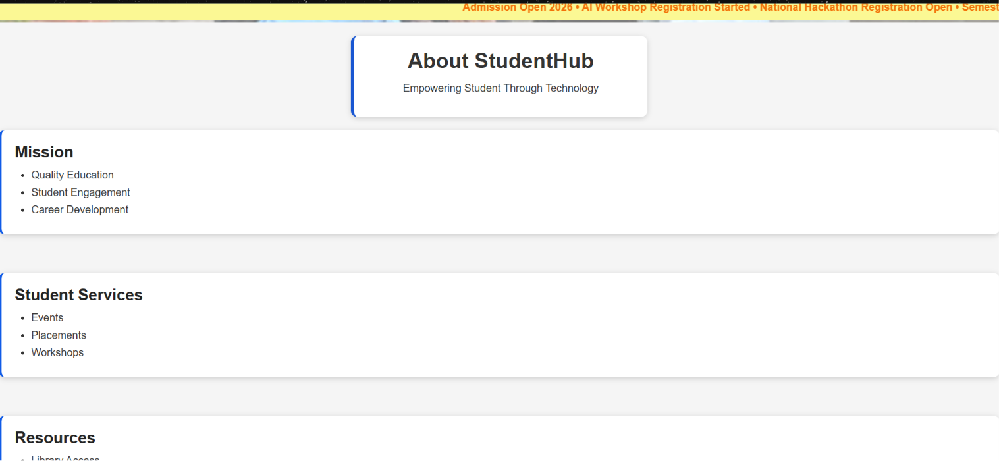 Admission Open 2026 • AI Workshop Registration Started • National Hackathon Registration Open • Semest
About StudentHub
Empowering Student Through Technology
Mission
• Quality Education
• Student Engagement
• Career Development
Student Services
• Events
• Placements
• Workshops
Resources
• Library Access